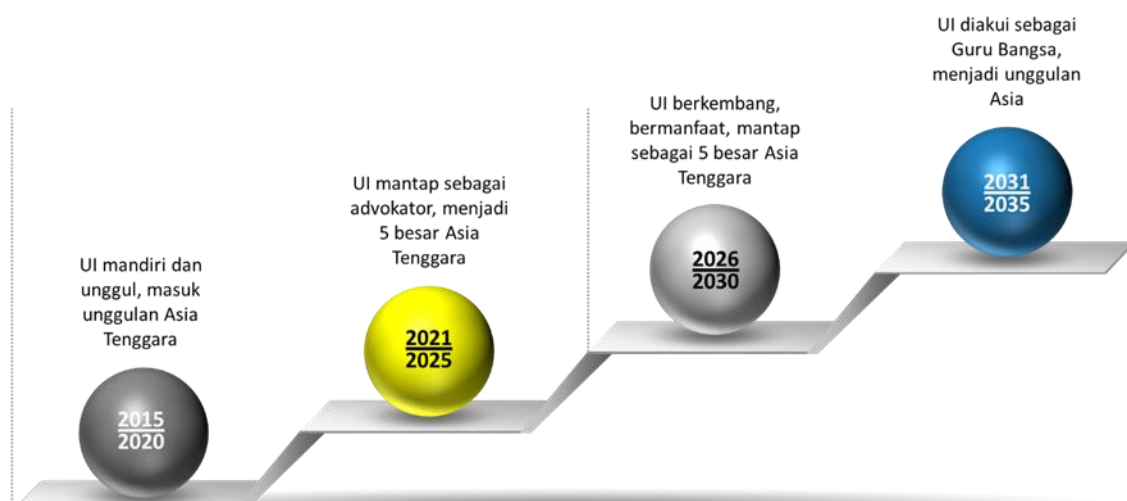 UI mandiri dan
unggul, masuk
unggulan Asia
Tenggara
2015
2020
UI mantap sebagai
advokator, menjadi
5 besar Asia
Tenggara
2021
2025
UI berkembang,
bermanfaat, mantap
sebagai 5 besar Asia
Tenggara
2026
2030
UI diakui sebagai
Guru Bangsa,
menjadi unggulan
Asia
2031
2035